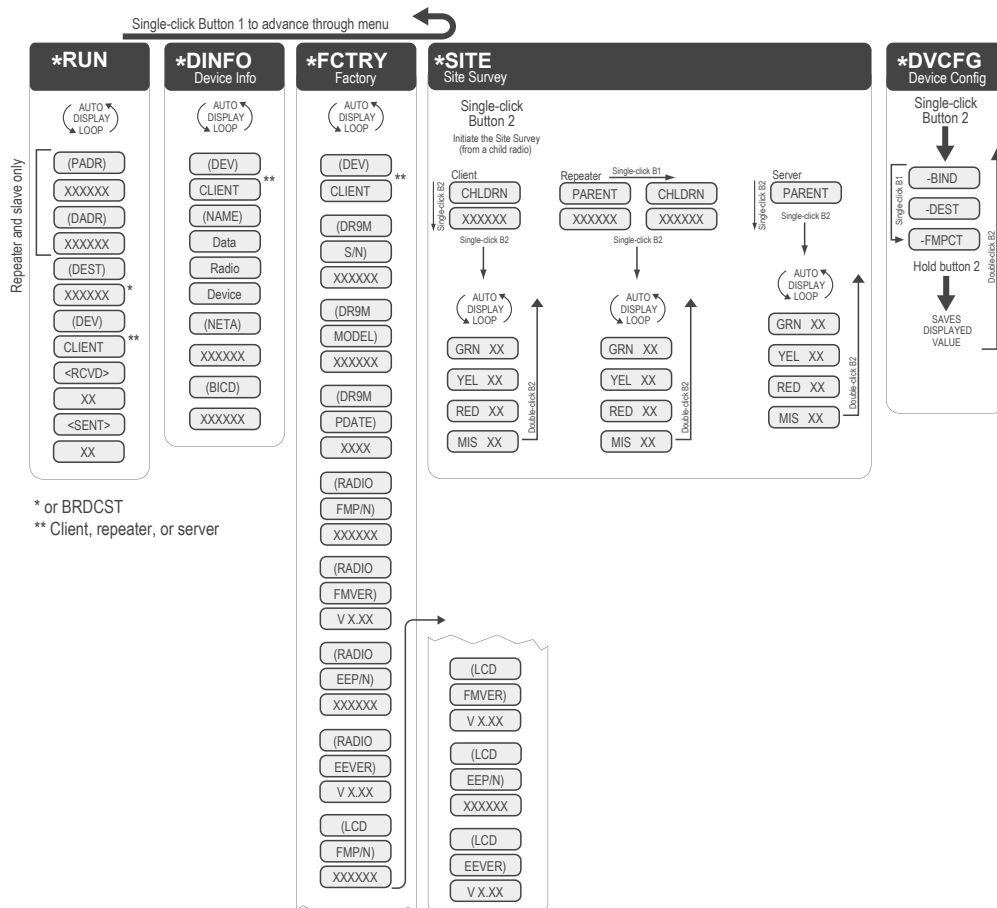 Single-click Button 1 to advance through menu
*RUN
AUTO
DISPLAY
LOOP
Repeater and slave only
(PADR)
XXXXXX
(DADR)
XXXXXX
(DEST)
XXXXXX *
(DEV)
CLIENT **
<RCVD>
XX
<SENT>
XX
* or BRDCST
** Client, repeater, or server
*DINFO
Device Info
AUTO
DISPLAY
LOOP
(DEV)
CLIENT **
(NAME)
Data
Radio
Device
(NETA)
XXXXXX
(BICD)
XXXXXX
*FCTRY
Factory
AUTO
DISPLAY
LOOP
(DEV)
CLIENT **
(DR9M
S/N)
XXXXXX
(DR9M
MODEL)
XXXXXX
(DR9M
PDATE)
XXXX
(RADIO
FMP/N)
XXXXXX
(RADIO
FMVER)
V X.XX
(RADIO
EEP/N)
XXXXXX
(RADIO
EEVER)
V X.XX
(LCD
FMP/N)
XXXXXX
(LCD
FMVER)
V X.XX
(LCD
EEP/N)
XXXXXX
(LCD
EEVER)
V X.XX
*SITE
Site Survey
Single-click
Button 2
Initiate the Site Survey
(from a child radio)
Client
Single-click B2
CHLDRN
XXXXXX
Single-click B2
AUTO
DISPLAY
LOOP
GRN XX
YEL XX
RED XX
MIS XX
Double-click B2
Repeater
Single-click B1
PARENT
CHLDRN
XXXXXX
XXXXXX
Single-click B2
AUTO
DISPLAY
LOOP
GRN XX
YEL XX
RED XX
MIS XX
Double-click B2
Server
Single-click B2
PARENT
Single-click B2
AUTO
DISPLAY
LOOP
GRN XX
YEL XX
RED XX
MIS XX
Double-click B2
*DVCFG
Device Config
Single-click
Button 2
Single-click B1
-BIND
-DEST
-FMPCT
Hold button 2
SAVES
DISPLAYED
VALUE
Double-click B2